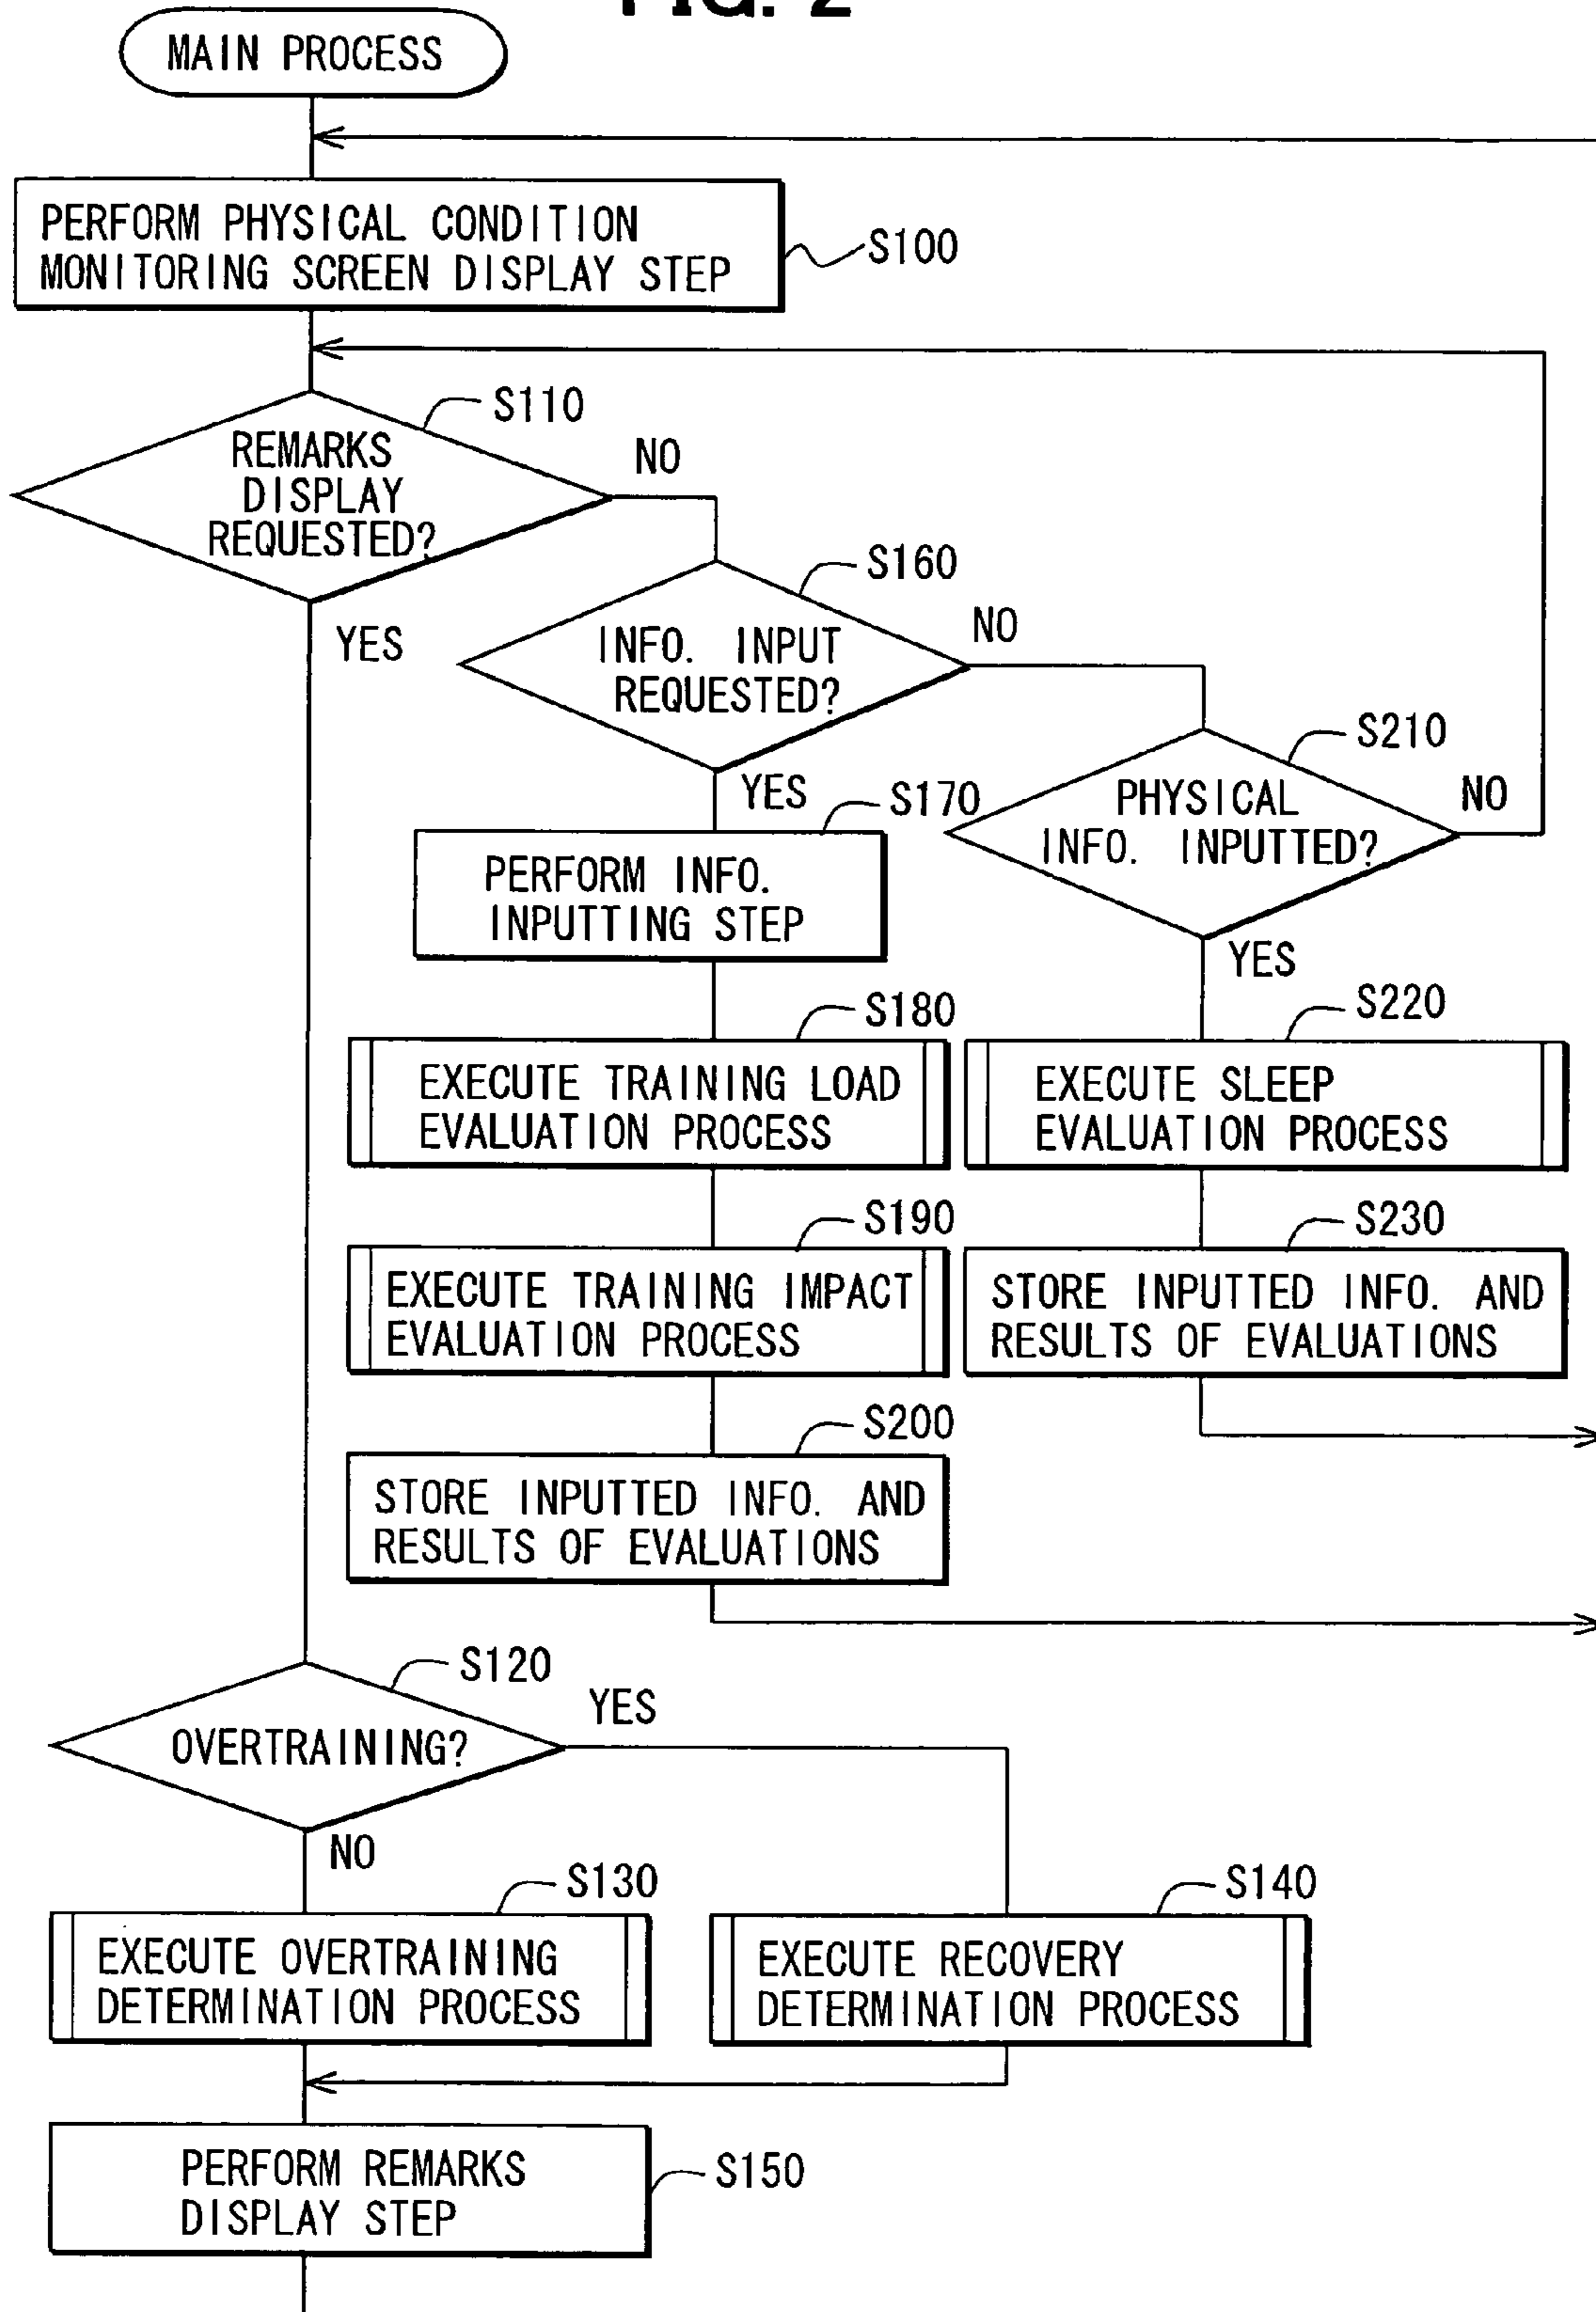 FIG. 2
MAIN PROCESS
PERFORM PHYSICAL CONDITION
MONITORING SCREEN DISPLAY STEP
S100
S110
REMARKS
DISPLAY
REQUESTED?
NO
YES
S160
INFO. INPUT
REQUESTED?
NO
YES
S210
PHYSICAL
INFO. INPUTTED?
NO
YES
S170
PERFORM INFO.
INPUTTING STEP
S180
EXECUTE TRAINING LOAD
EVALUATION PROCESS
S220
EXECUTE SLEEP
EVALUATION PROCESS
S190
EXECUTE TRAINING IMPACT
EVALUATION PROCESS
S230
STORE INPUTTED INFO. AND
RESULTS OF EVALUATIONS
S200
STORE INPUTTED INFO. AND
RESULTS OF EVALUATIONS
S120
OVERTRAINING?
YES
NO
S130
EXECUTE OVERTRAINING
DETERMINATION PROCESS
S140
EXECUTE RECOVERY
DETERMINATION PROCESS
PERFORM REMARKS
DISPLAY STEP
S150